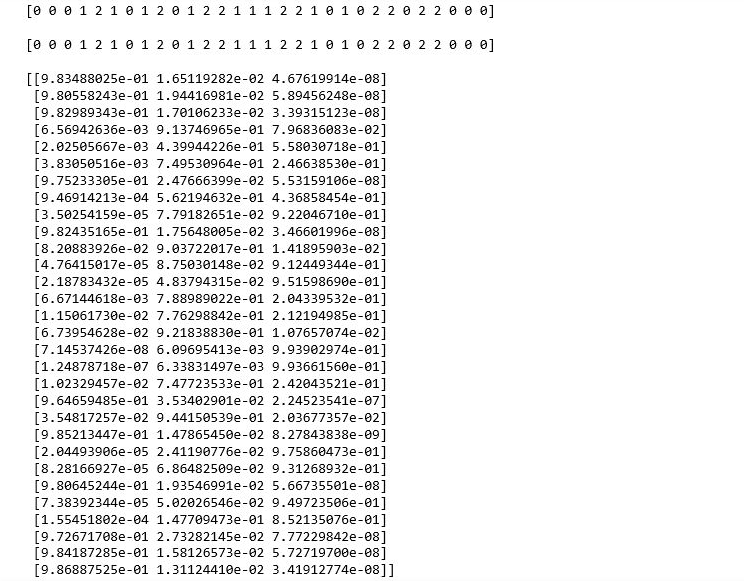 [0 0 0 1 2 1 0 1 2 0 1 2 2 1 1 1 2 2 1 0 1 0 2 2 0 2 2 0 0 0]
[0 0 0 1 2 1 0 1 2 0 1 2 2 1 1 1 2 2 1 0 1 0 2 2 0 2 2 0 0 0]
[[9.83488025e-01 1.65119282e-02 4.67619914e-08]
[9.80558243e-01 1.94416981e-02 5.89456248e-08]
[9.82989343e-01 1.70106233e-02 3.39315123e-08]
[6.56942636e-03 9.13746965e-01 7.96836083e-02]
[2.02505667e-03 4.39944226e-01 5.58030718e-01]
[3.83050516e-03 7.49530964e-01 2.46638530e-01]
[9.75233305e-01 2.47666399e-02 5.53159106e-08]
[9.46914213e-04 5.62194632e-01 4.36858454e-01]
[3.50254159e-05 7.79182651e-02 9.22046710e-01]
[9.82435165e-01 1.75648005e-02 3.46601996e-08]
[8.20883926e-02 9.03722017e-01 1.41895903e-02]
[4.76415017e-05 8.75030148e-02 9.12449344e-01]
[2.18783432e-05 4.83794315e-02 9.51598690e-01]
[6.67144618e-03 7.88989022e-01 2.04339532e-01]
[1.15061730e-02 7.76298842e-01 2.12194985e-01]
[6.73954628e-02 9.21838830e-01 1.07657074e-02]
[7.14537426e-08 6.09695413e-03 9.93902974e-01]
[1.24878718e-07 6.33831497e-03 9.93661560e-01]
[1.02329457e-02 7.47723533e-01 2.42043521e-01]
[9.64659485e-01 3.53402901e-02 2.24523541e-07]
[3.54817257e-02 9.44150539e-01 2.03677357e-02]
[9.85213447e-01 1.47865450e-02 8.27843838e-09]
[2.04493906e-05 2.41190776e-02 9.75860473e-01]
[8.28166927e-05 6.86482509e-02 9.31268932e-01]
[9.80645244e-01 1.93546991e-02 5.66735501e-08]
[7.38392344e-05 5.02026546e-02 9.49723506e-01]
[1.55451802e-04 1.47709473e-01 8.52135076e-01]
[9.72671708e-01 2.73282145e-02 7.77229842e-08]
[9.84187285e-01 1.58126573e-02 5.72719700e-08]
[9.86887525e-01 1.31124410e-02 3.41912774e-08]]